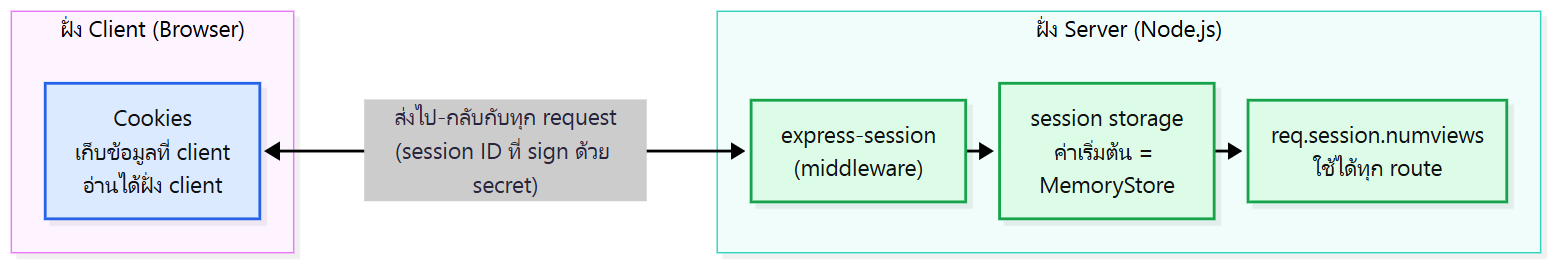 ฝั่ง Client (Browser)
Cookies
เก็บข้อมูลที่ client
อ่านได้ฝั่ง client
ส่งไป-กลับกับทุก request
(session ID ที่ sign ด้วย
secret)
ฝั่ง Server (Node.js)
express-session
(middleware)
session storage
ค่าเริ่มต้น =
MemoryStore
req.session.numviews
ใช้ได้ทุก route